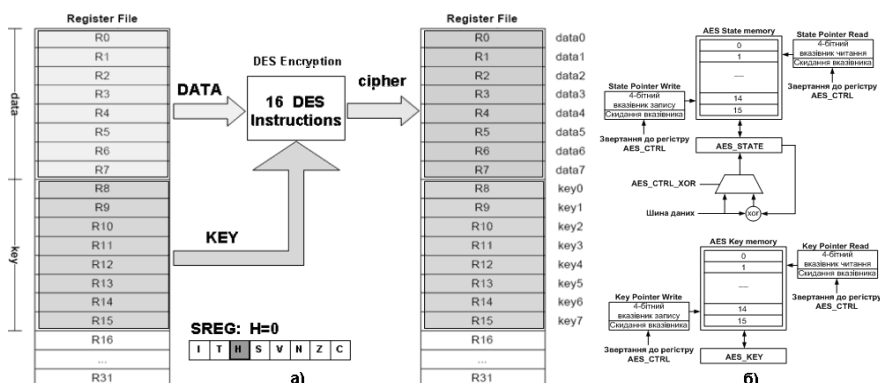 Register File
R0
R1
R2
R3
R4
R5
R6
R7
R8
R9
R10
R11
R12
R13
R14
R15
R16
...
R31
data
key
DATA
KEY
DES Encryption
16 DES
Instructions
cipher
SREG: H=0
I T H S V N Z C
а)
Register File
R0
R1
R2
R3
R4
R5
R6
R7
R8
R9
R10
R11
R12
R13
R14
R15
R16
...
R31
data0
data1
data2
data3
data4
data5
data6
data7
key0
key1
key2
key3
key4
key5
key6
key7
AES State memory
0
1
----
14
15
State Pointer Read
4-бітний
вказівник читання
Скидання вказівника
Звертання до регістру
AES_CTRL
State Pointer Write
4-бітний
вказівник запису
Скидання вказівника
Звертання до регістру
AES_CTRL
AES_STATE
AES_CTRL_XOR
Шина даних
xor
AES Key memory
0
1
----
14
15
Key Pointer Read
4-бітний
вказівник читання
Скидання вказівника
Звертання до регістру
AES_CTRL
Key Pointer Write
4-бітний
вказівник запису
Скидання вказівника
Звертання до регістру
AES_CTRL
AES_KEY
б)